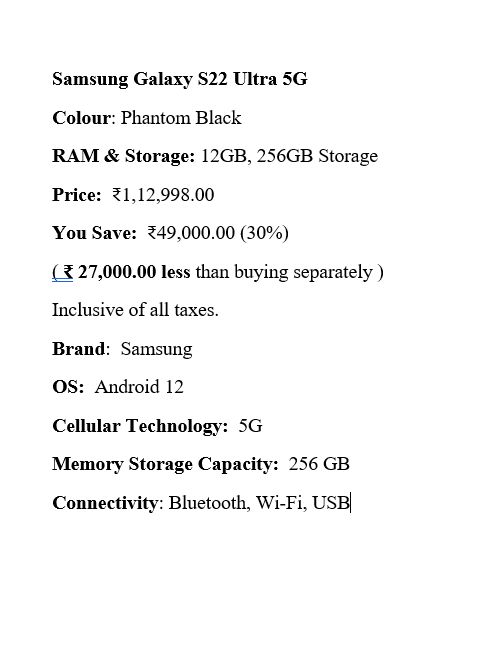 Samsung Galaxy S22 Ultra 5G
Colour: Phantom Black
RAM & Storage: 12GB, 256GB Storage
Price:  ₹1,12,998.00
You Save:  ₹49,000.00 (30%)
( ₹ 27,000.00 less than buying separately )
Inclusive of all taxes.
Brand:  Samsung
OS:  Android 12
Cellular Technology:  5G
Memory Storage Capacity:  256 GB
Connectivity: Bluetooth, Wi-Fi, USB